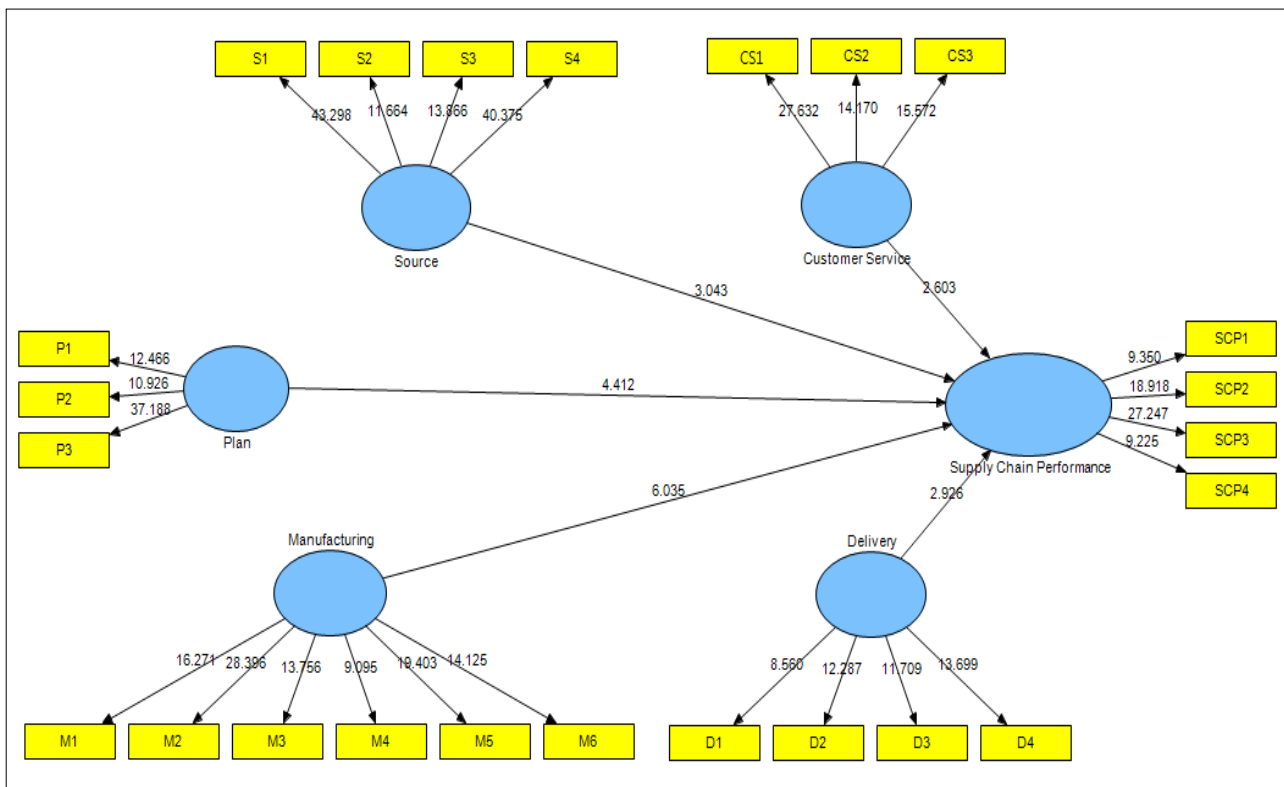 S1
S2
S3
S4
CS1
CS2
CS3
43.298
11.664
13.866
40.375
27.632
14.170
15.572
Source
Customer Service
3.043
2.603
P1
P2
P3
12.466
10.926
37.188
Plan
4.412
SCP1
SCP2
SCP3
SCP4
9.350
18.918
27.247
9.225
Supply Chain Performance
6.035
2.926
Manufacturing
Delivery
16.271
28.396
13.756
9.095
19.403
14.125
8.560
12.287
11.709
13.699
M1
M2
M3
M4
M5
M6
D1
D2
D3
D4